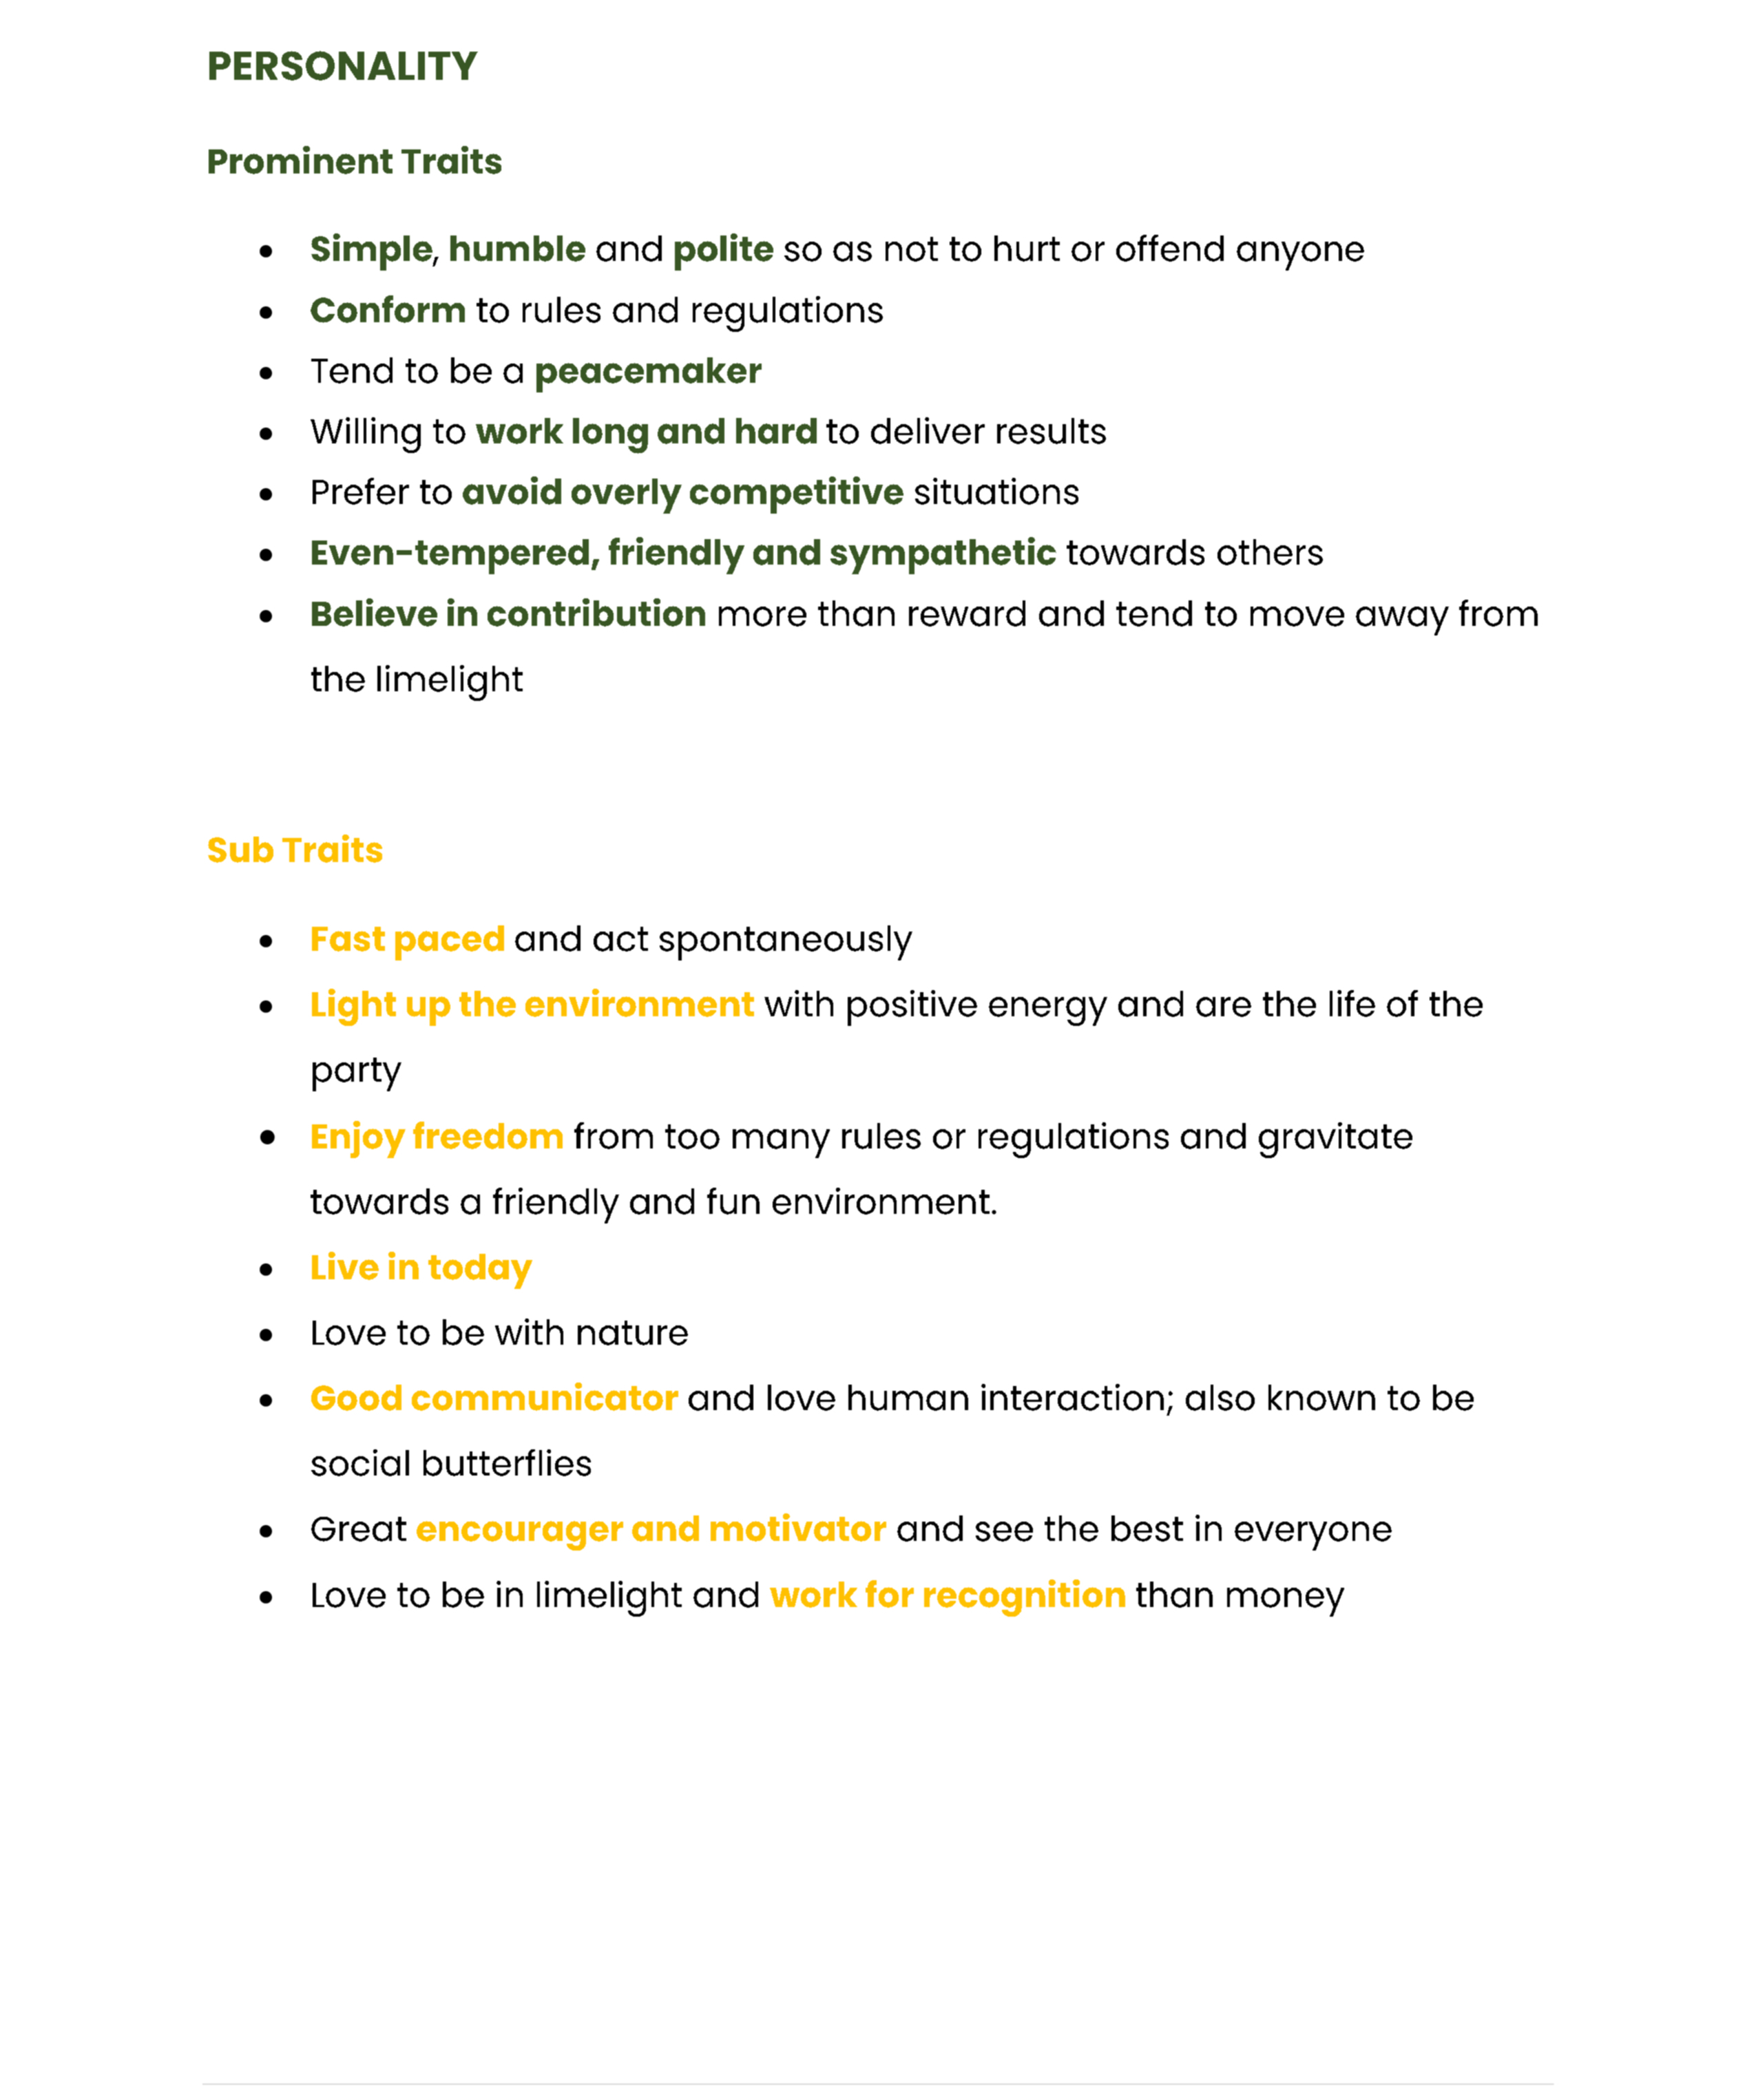 PERSONALITY
Prominent Traits
• Simple, humble and polite so as not to hurt or offend anyone
• Conform to rules and regulations
• Tend to be a peacemaker
• Willing to work long and hard to deliver results
• Prefer to avoid overly competitive situations
• Even-tempered, friendly and sympathetic towards others
• Believe in contribution more than reward and tend to move away from
the limelight
Sub Traits
• Fast paced and act spontaneously
• Light up the environment with positive energy and are the life of the
party
• Enjoy freedom from too many rules or regulations and gravitate
towards a friendly and fun environment.
• Live in today
• Love to be with nature
• Good communicator and love human interaction; also known to be
social butterflies
• Great encourager and motivator and see the best in everyone
• Love to be in limelight and work for recognition than money